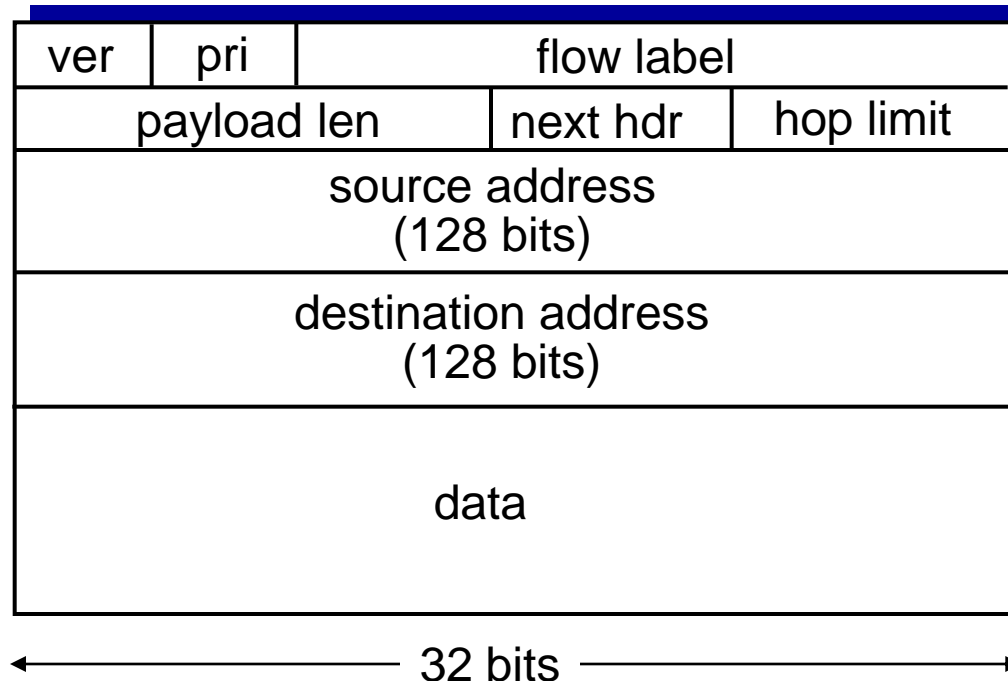 ver pri flow label
payload len next hdr hop limit
source address
(128 bits)
destination address
(128 bits)
data
32 bits